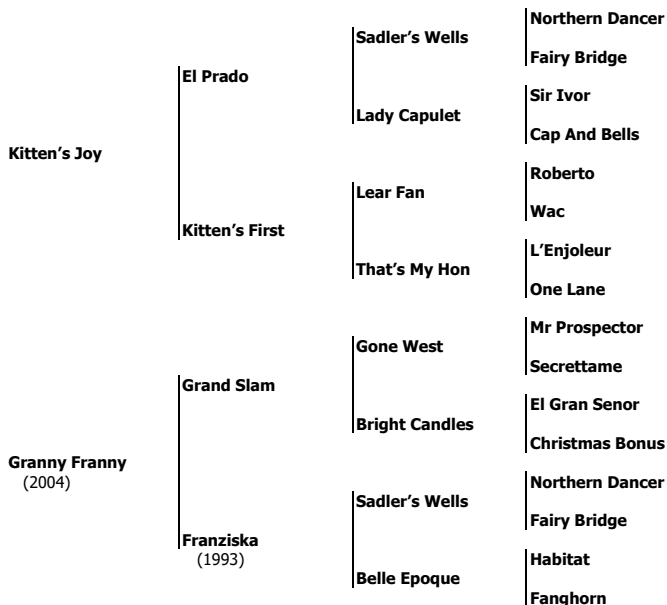 Northern Dancer
Sadler's Wells
Fairy Bridge
El Prado
Sir Ivor
Lady Capulet
Cap And Bells
Kitten's Joy
Roberto
Lear Fan
Wac
Kitten's First
L'Enjoleur
That's My Hon
One Lane
Mr Prospector
Gone West
Secrettame
Grand Slam
El Gran Senor
Bright Candles
Christmas Bonus
Granny Franny
(2004)
Northern Dancer
Sadler's Wells
Fairy Bridge
Franziska
(1993)
Habitat
Belle Epoque
Fanghorn